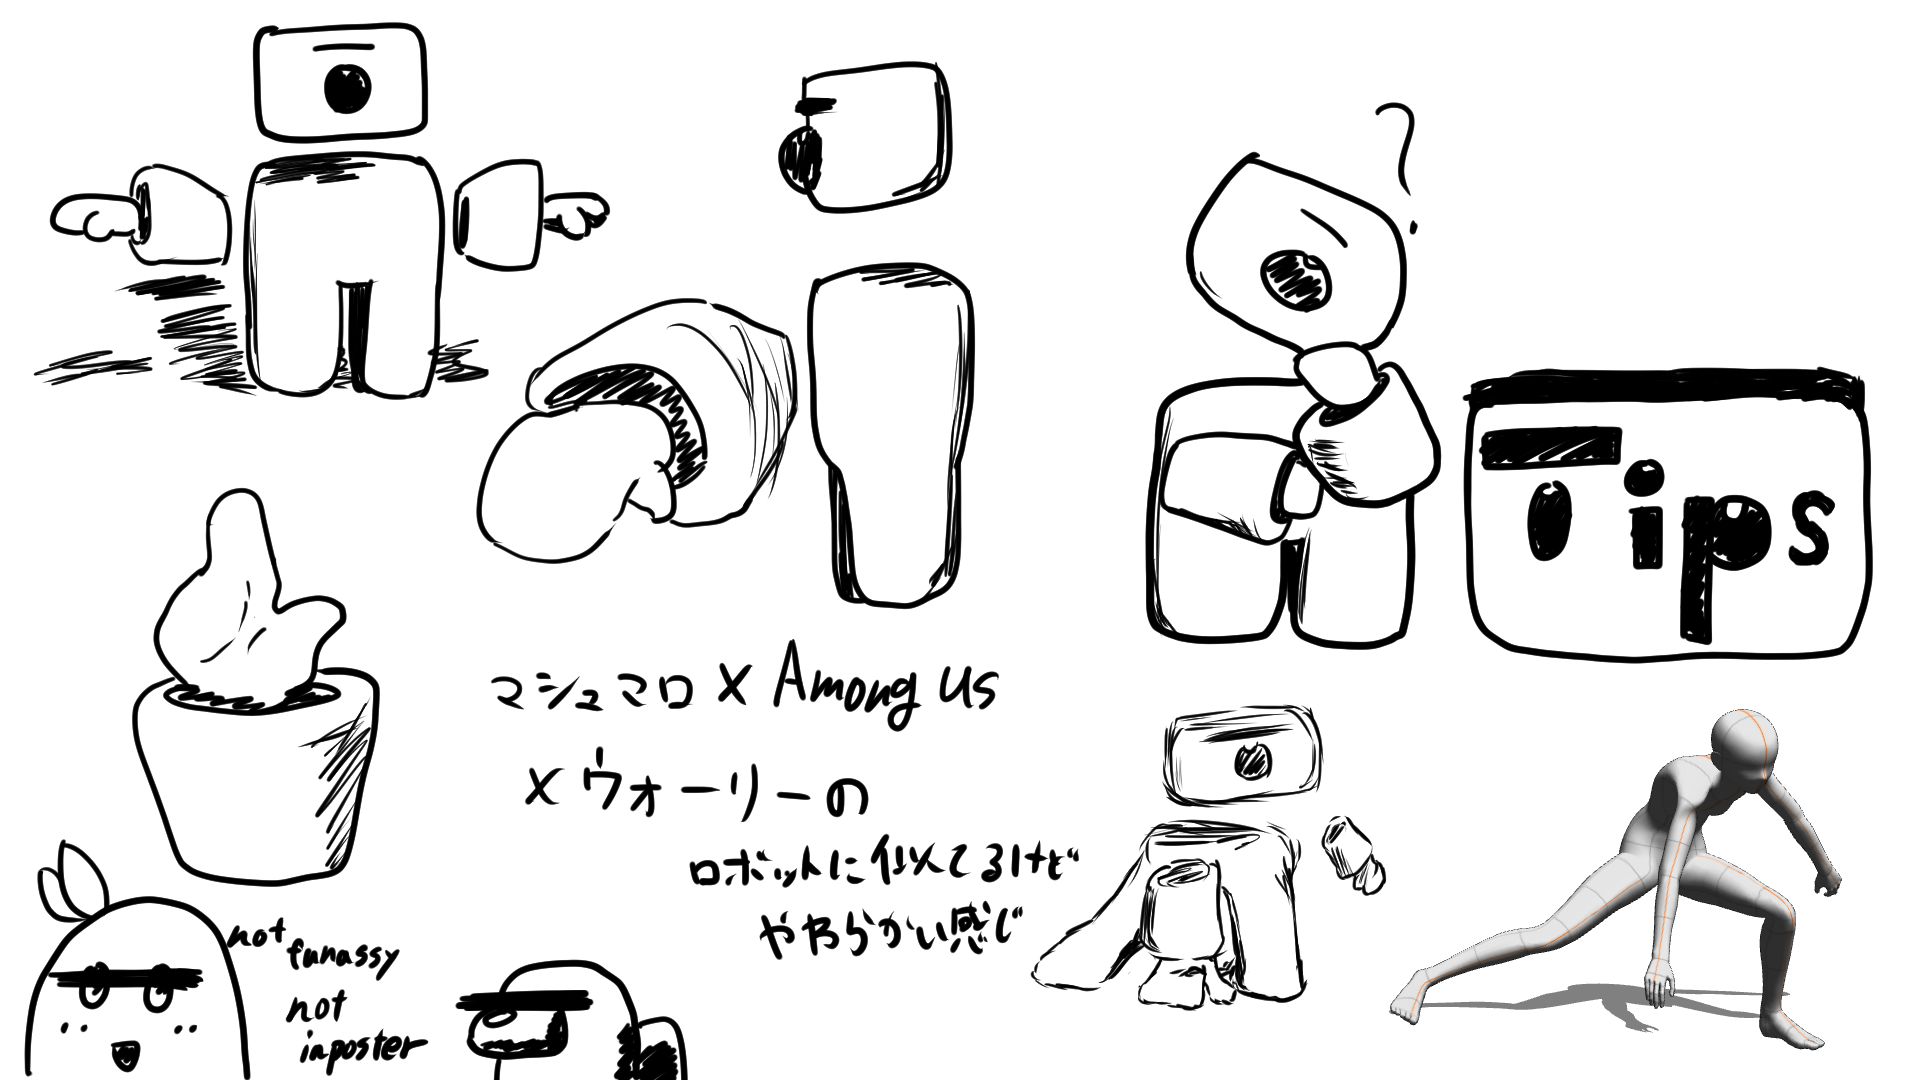 ?
Tips
マシュマロ X Among us
X ウォーリーの
ロボットに似てるけど
やわらかい感じ
not
funassy
not
inposter